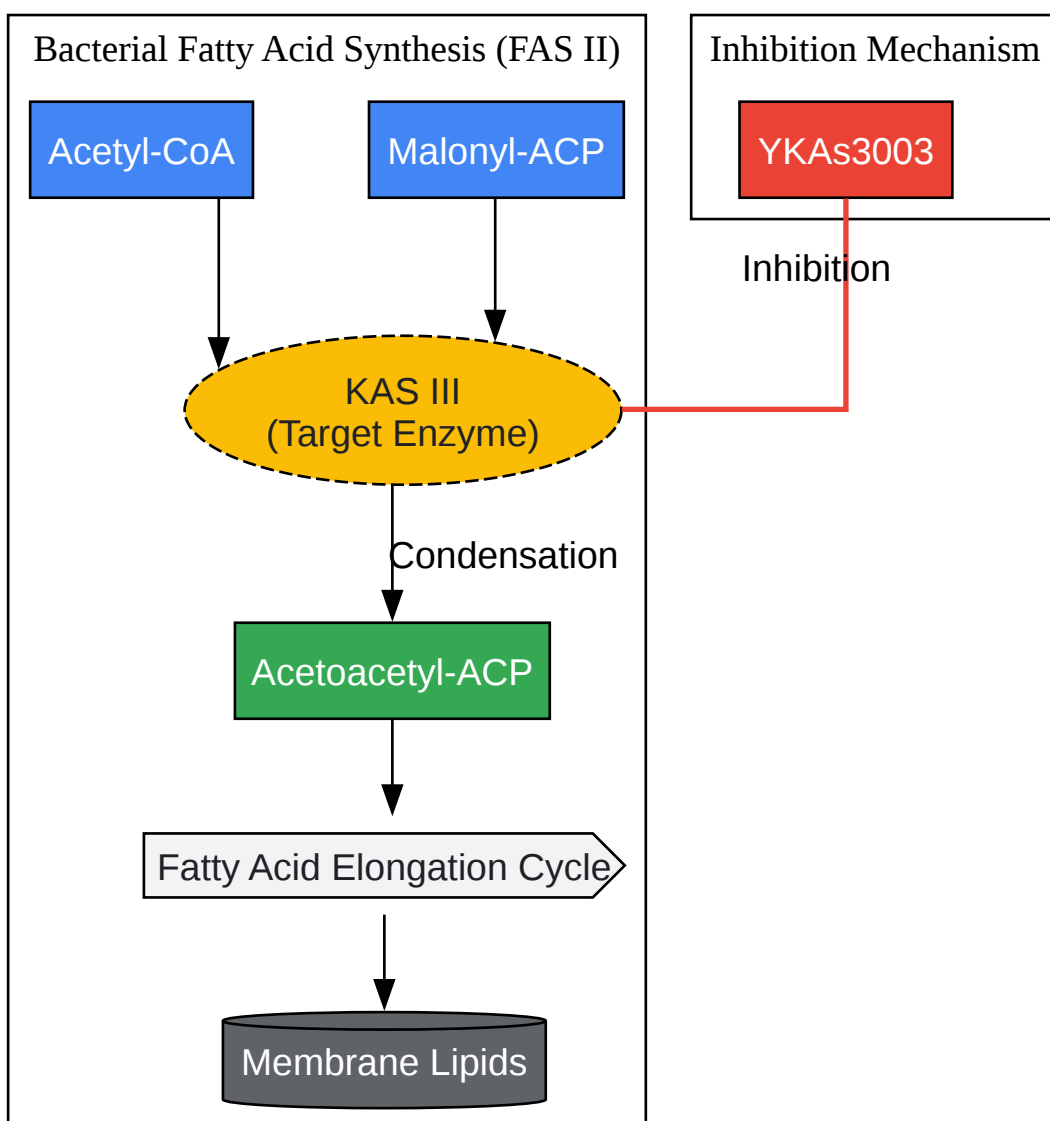 Bacterial Fatty Acid Synthesis (FAS II)
Inhibition Mechanism
Acetyl-CoA
Malonyl-ACP
YKAs3003
Inhibition
KAS III
(Target Enzyme)
Condensation
Acetoacetyl-ACP
Fatty Acid Elongation Cycle
Membrane Lipids